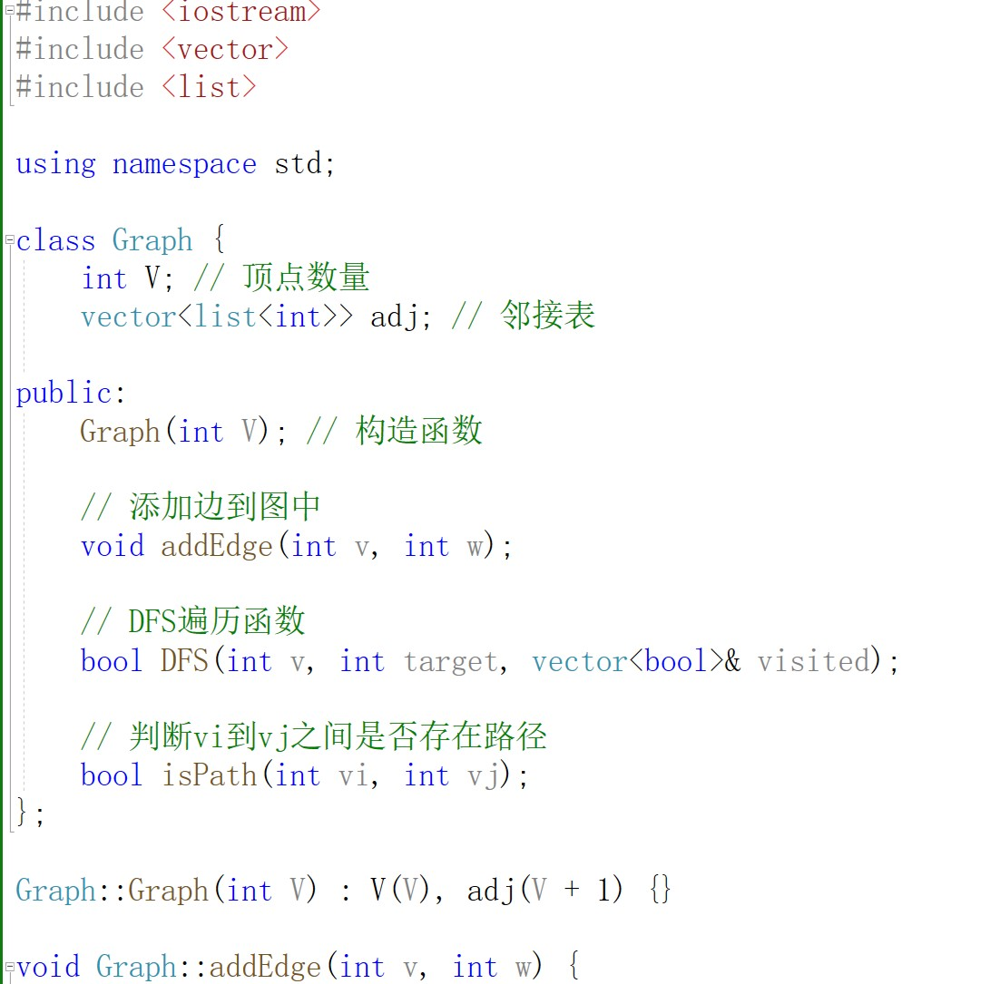 #include <iostream>
#include <vector>
#include <list>
using namespace std;
class Graph {
int V; // 顶点数量
vector<list<int>> adj; // 邻接表
public:
Graph(int V); // 构造函数
// 添加边到图中
void addEdge(int v, int w);
// DFS遍历函数
bool DFS(int v, int target, vector<bool>& visited);
// 判断vi到vj之间是否存在路径
bool isPath(int vi, int vj);
};
Graph::Graph(int V) : V(V), adj(V + 1) {}
void Graph::addEdge(int v, int w) {